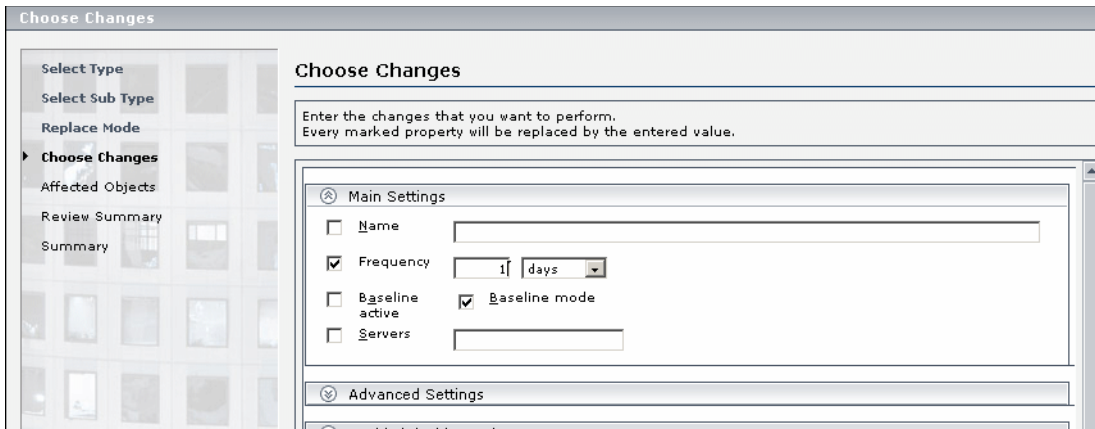 Choose Changes
Select Type
Select Sub Type
Replace Mode
Choose Changes
Affected Objects
Review Summary
Summary
Choose Changes
Enter the changes that you want to perform.
Every marked property will be replaced by the entered value.
Main Settings
Name
Frequency 1 days
Baseline active Baseline mode
Servers
Advanced Settings